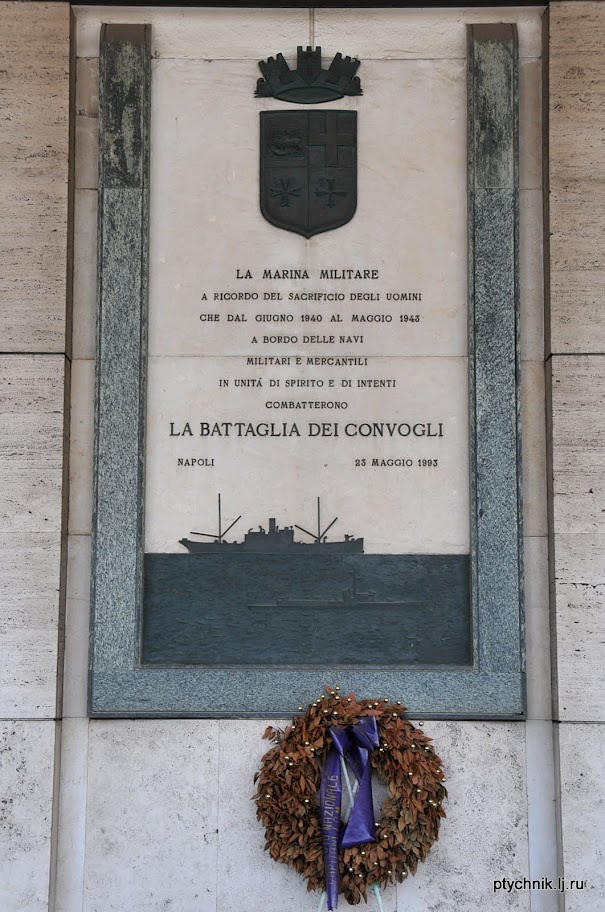 LA MARINA MILITARE
A RICORDO DEL SACRIFICIO DEGLI UOMINI
CHE DAL GIUGNO 1940 AL MAGGIO 1943
A BORDO DELLE NAVI
MILITARI E MERCANTILI
IN UNITÁ DI SPIRITO E DI INTENTI
COMBATTERONO
LA BATTAGLIA DEI CONVOGLI
NAPOLI 23 MAGGIO 1993
ptychnik.lj.ru